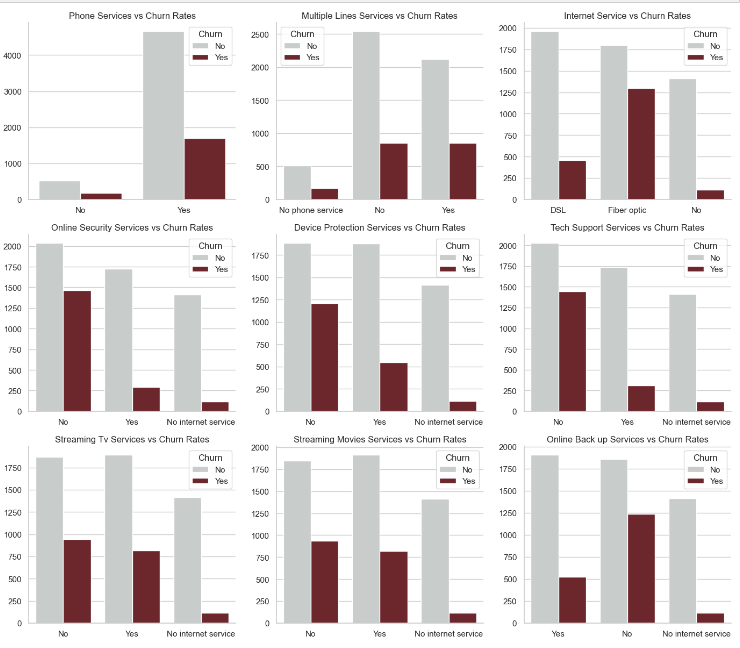 Phone Services vs Churn Rates
Churn
No
Yes
4000
3000
2000
1000
0
No Yes
Multiple Lines Services vs Churn Rates
Churn
No
Yes
2500
2000
1500
1000
500
0
No phone service No Yes
Internet Service vs Churn Rates
Churn
No
Yes
2000
1750
1500
1250
1000
750
500
250
0
DSL Fiber optic No
Online Security Services vs Churn Rates
Churn
No
Yes
2000
1750
1500
1250
1000
750
500
250
0
No Yes No internet service
Device Protection Services vs Churn Rates
Churn
No
Yes
1750
1500
1250
1000
750
500
250
0
No Yes No internet service
Tech Support Services vs Churn Rates
Churn
No
Yes
2000
1750
1500
1250
1000
750
500
250
0
No Yes No internet service
Streaming Tv Services vs Churn Rates
Churn
No
Yes
1750
1500
1250
1000
750
500
250
0
No Yes No internet service
Streaming Movies Services vs Churn Rates
Churn
No
Yes
2000
1750
1500
1250
1000
750
500
250
0
No Yes No internet service
Online Back up Services vs Churn Rates
Churn
No
Yes
2000
1750
1500
1250
1000
750
500
250
0
Yes No No internet service